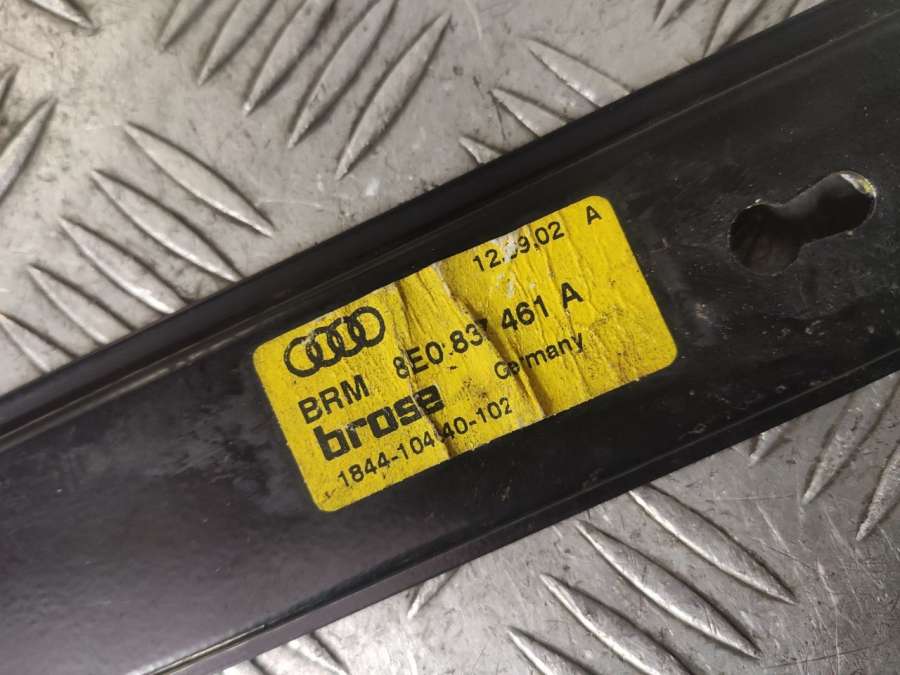 12.09.02 A
BRM 8E0.837 461 A
brose Germany
1844-104 40-102